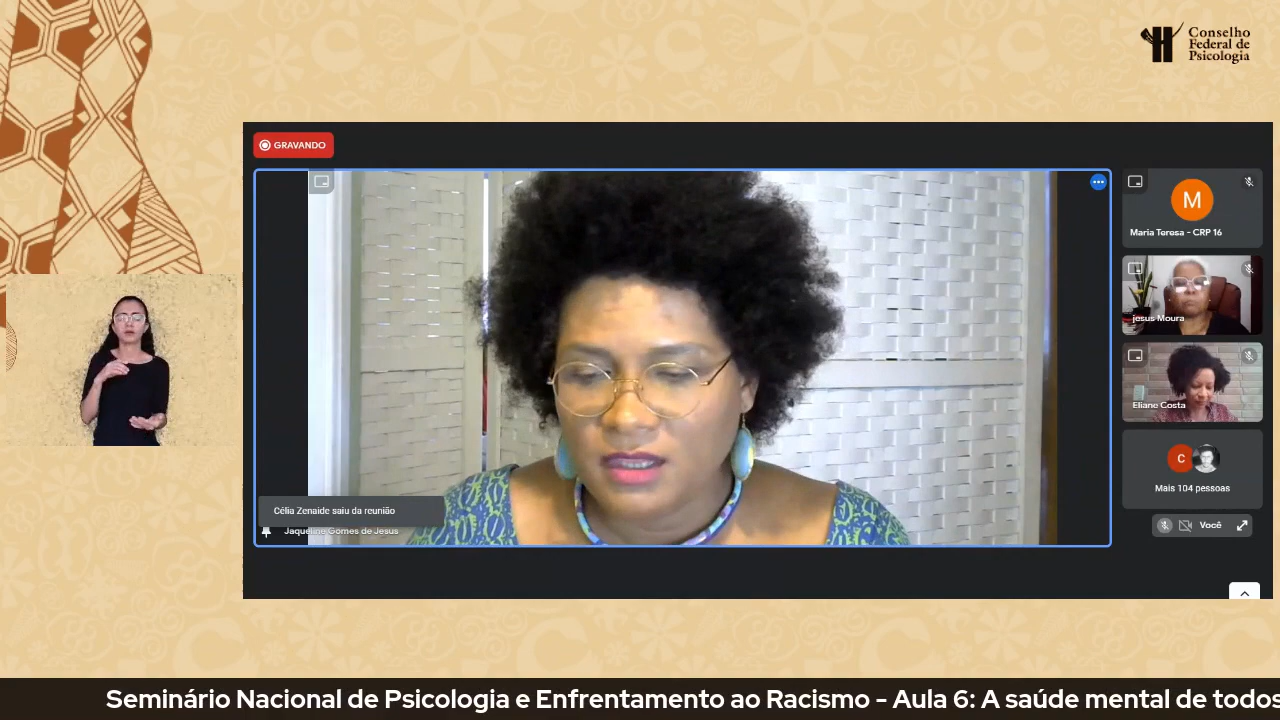 Conselho
Federal de
Psicologia
GRAVANDO
M
Maria Teresa - CRP 16
jesus Moura
Eliane Costa
C
Mais 104 pessoas
Você
Célia Zenaide saiu da reunião
Jaqueline Gomes de Jesus
Seminário Nacional de Psicologia e Enfrentamento ao Racismo - Aula 6: A saúde mental de todos